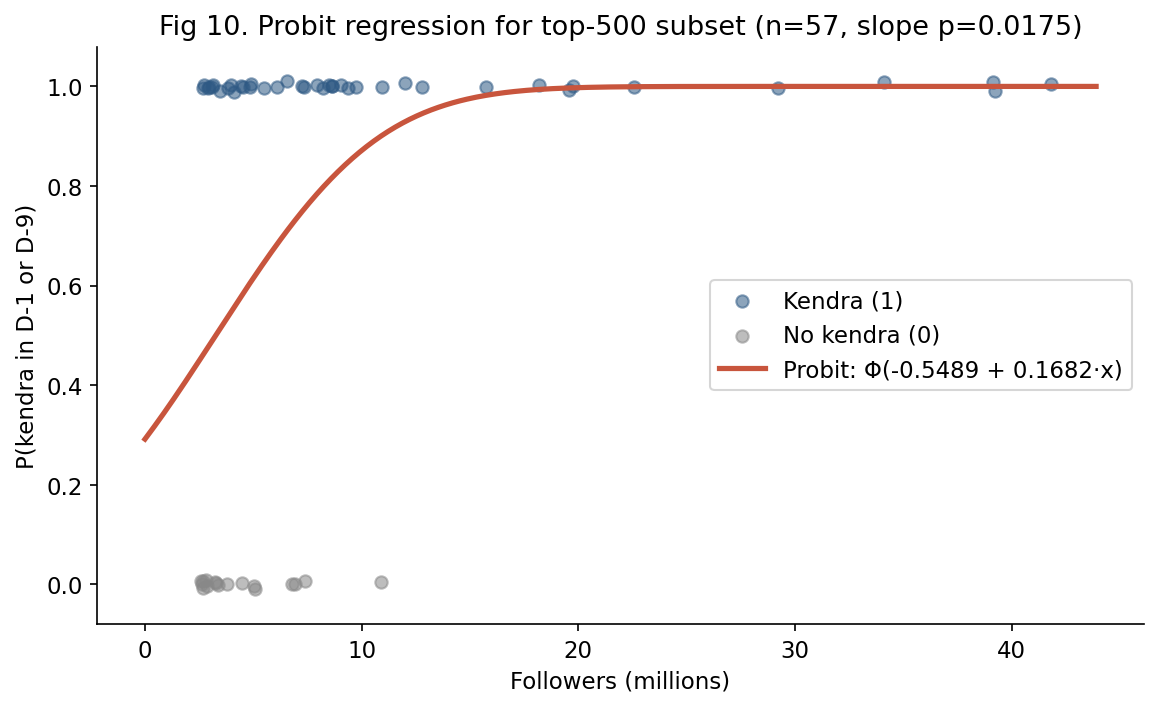 Fig 10. Probit regression for top-500 subset (n=57, slope p=0.0175)
P(kendra in D-1 or D-9)
1.0
0.8
0.6
0.4
0.2
0.0
Kendra (1)
No kendra (0)
Probit: Φ(-0.5489 + 0.1682·x)
0
10
20
30
40
Followers (millions)